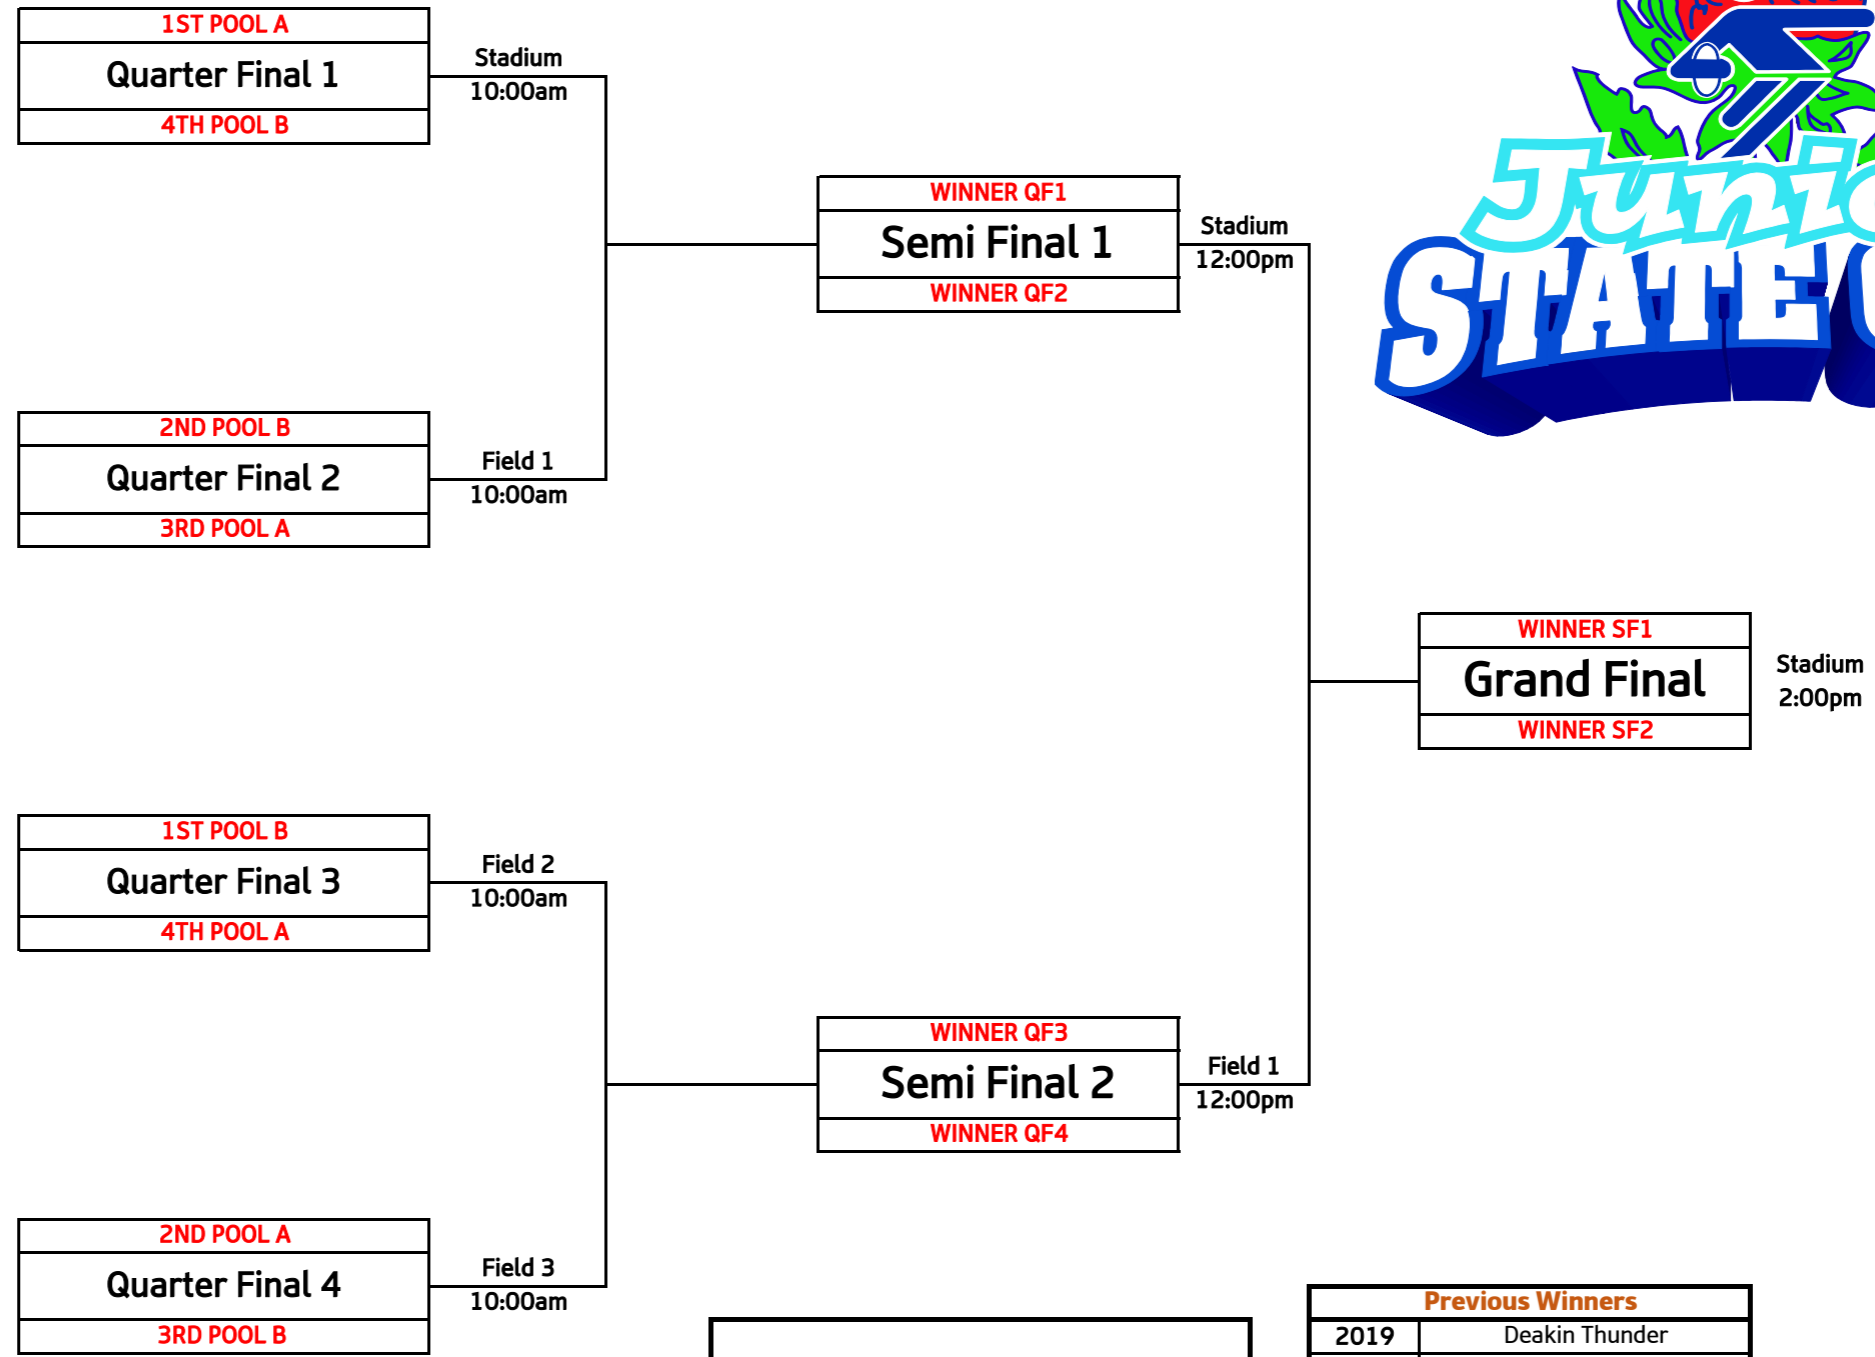 1ST POOL A
Quarter Final 1
4TH POOL B
Stadium
10:00am
WINNER QF1
Semi Final 1
WINNER QF2
Stadium
12:00pm
STATE
2ND POOL B
Quarter Final 2
3RD POOL A
Field 1
10:00am
WINNER SF1
Grand Final
WINNER SF2
Stadium
2:00pm
1ST POOL B
Quarter Final 3
4TH POOL A
Field 2
10:00am
WINNER QF3
Semi Final 2
WINNER QF4
Field 1
12:00pm
2ND POOL A
Quarter Final 4
3RD POOL B
Field 3
10:00am
Previous Winners
2019 Deakin Thunder